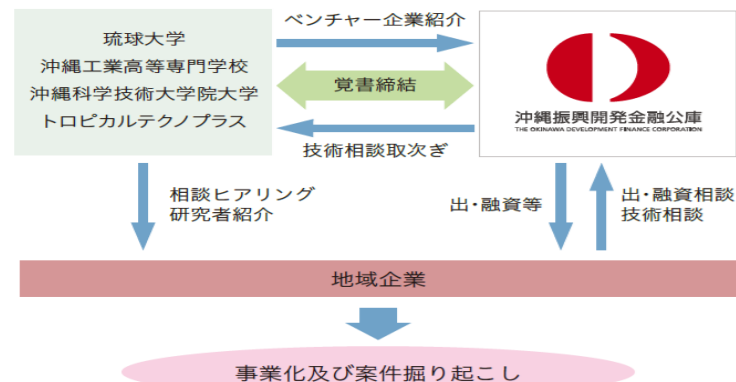 ベンチャー企業紹介
琉球大学
沖縄工業高等専門学校
沖縄科学技術大学院大学
トロピカルテクノプラス
覚書締結
沖縄振興開発金融公庫
THE OKINAWA DEVELOPMENT FINANCE CORPORATION
技術相談取次ぎ
相談ヒアリング
研究者紹介
出・融資等
出・融資相談
技術相談
地域企業
事業化及び案件掘り起こし